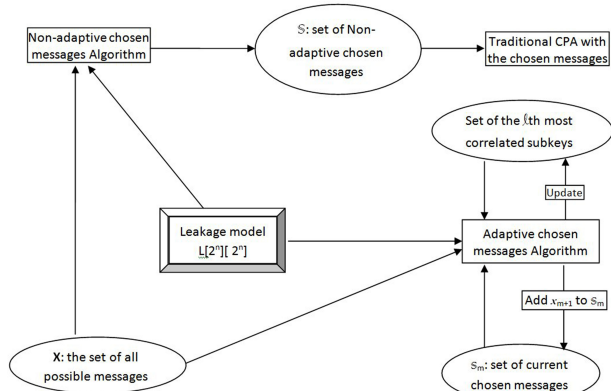 Non-adaptive chosen
messages Algorithm
𝕊: set of Non-
adaptive chosen
messages
Traditional CPA with
the chosen messages
Set of the ℓth most
correlated subkeys
Update
Leakage model
L[2ⁿ][ 2ⁿ]
Adaptive chosen
messages Algorithm
Add 𝑥ₘ₊₁ to 𝕊ₘ
X: the set of all
possible messages
𝕊ₘ: set of current
chosen messages